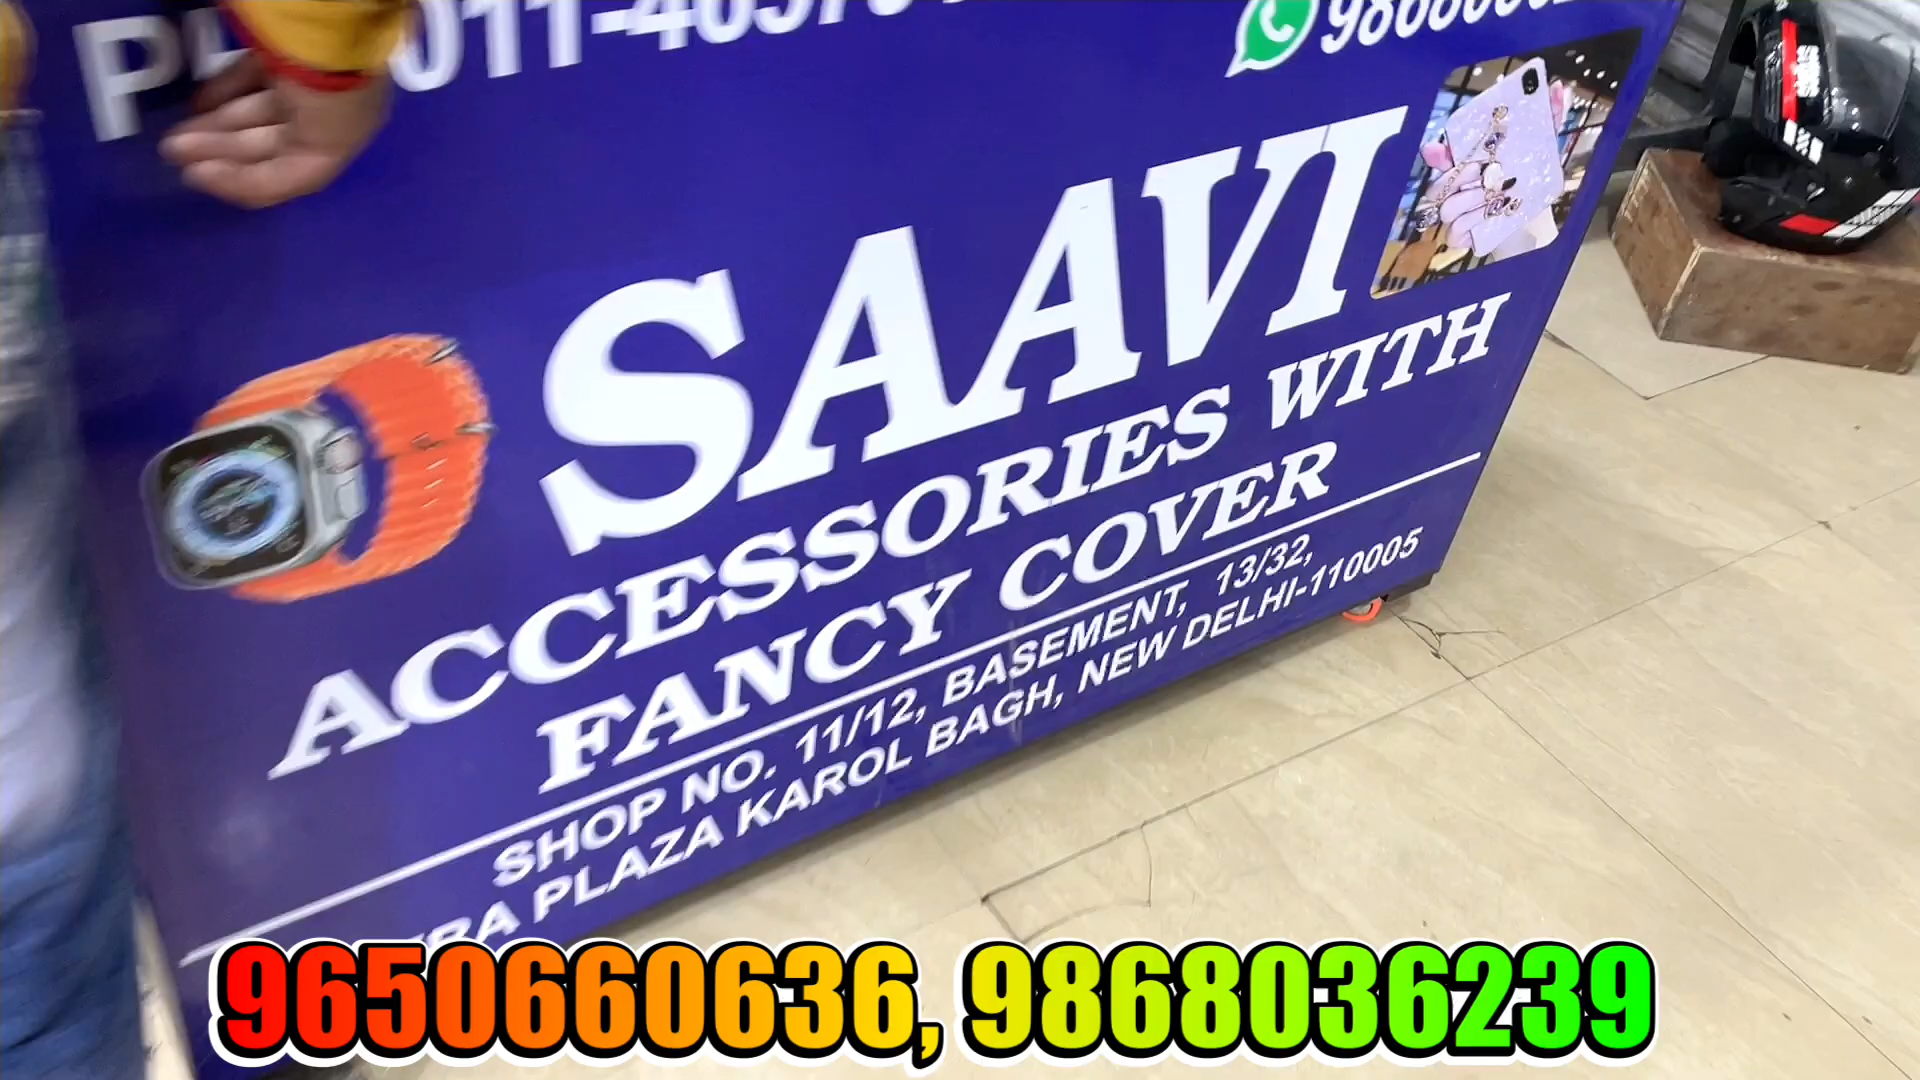 SAAVI
ACCESSORIES WITH
FANCY COVER
SHOP NO. 11/12, BASEMENT, 13/32,
PLAZA KAROL BAGH, NEW DELHI-110005
9650660636, 9868036239